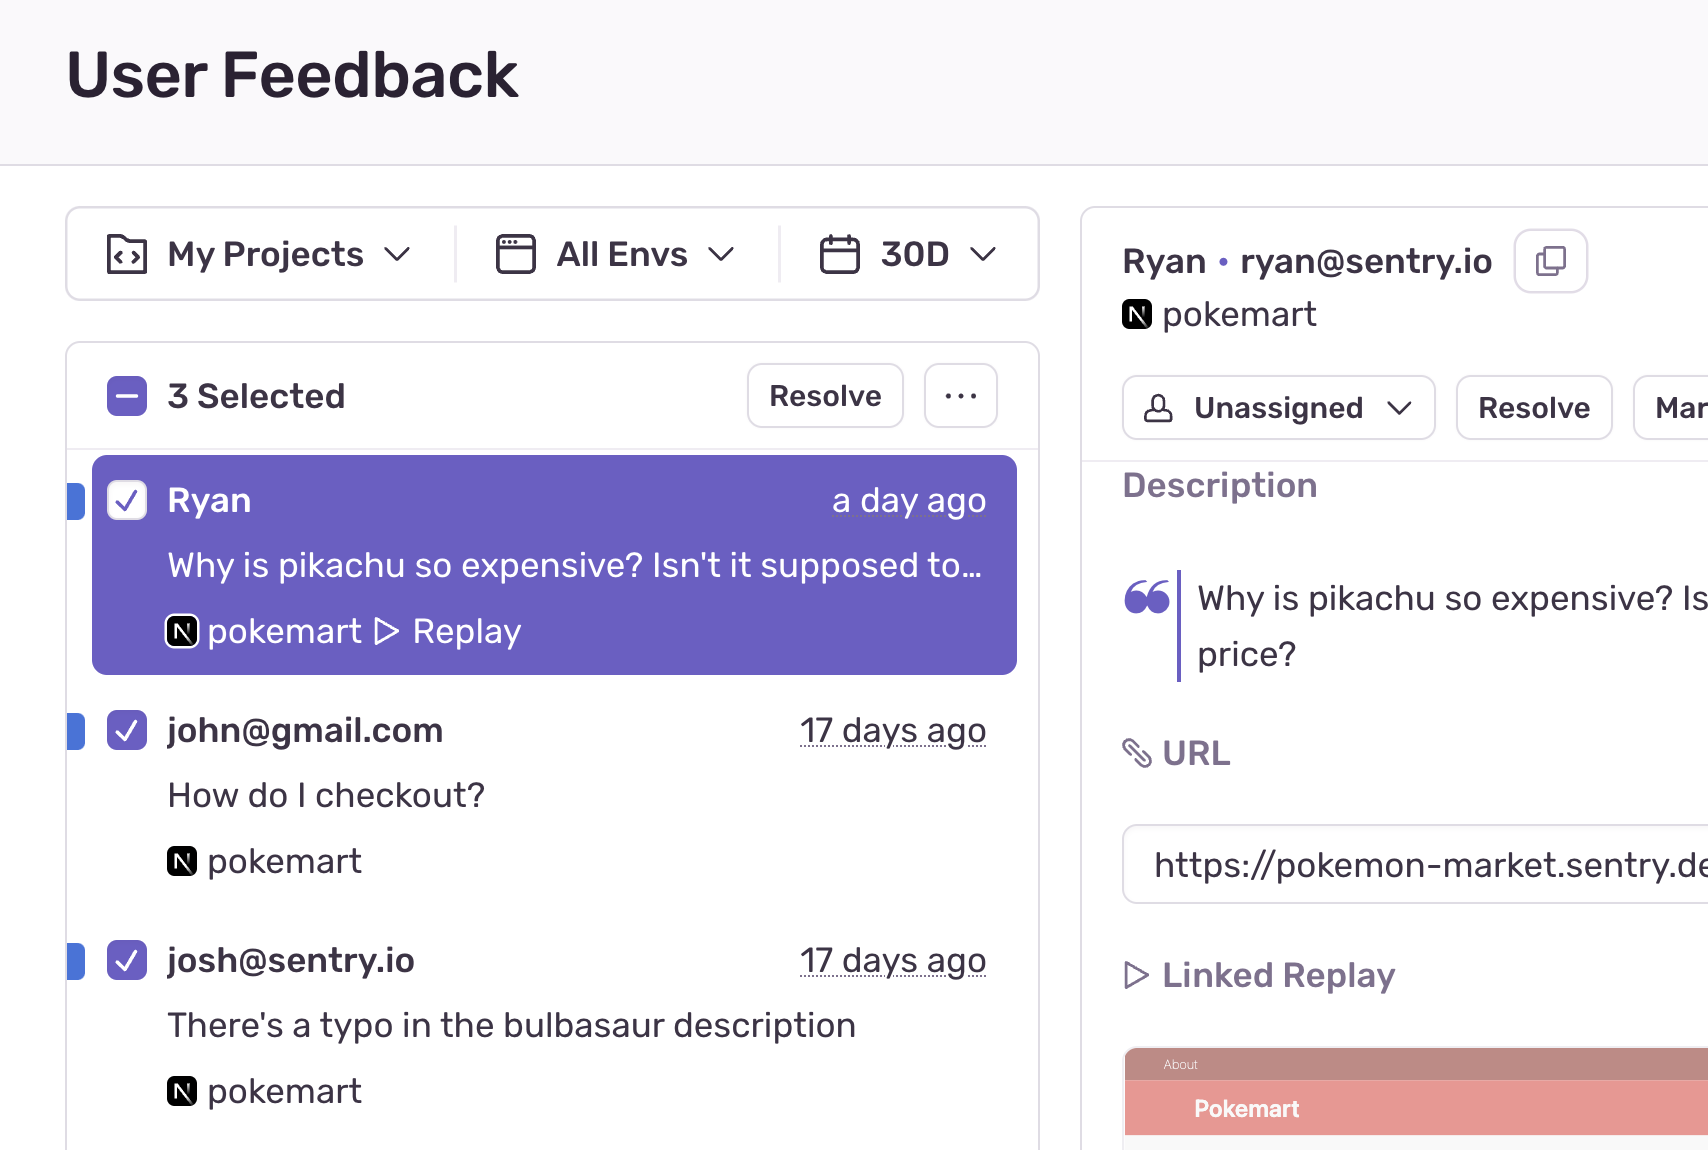 User Feedback
My Projects All Envs 30D
3 Selected Resolve ...
Ryan a day ago
Why is pikachu so expensive? Isn't it supposed to...
pokemart Replay
john@gmail.com 17 days ago
How do I checkout?
pokemart
josh@sentry.io 17 days ago
There's a typo in the bulbasaur description
pokemart
Ryan • ryan@sentry.io
pokemart
Unassigned Resolve Mar
Description
Why is pikachu so expensive? Is
price?
URL
https://pokemon-market.sentry.de
Linked Replay
About
Pokemart